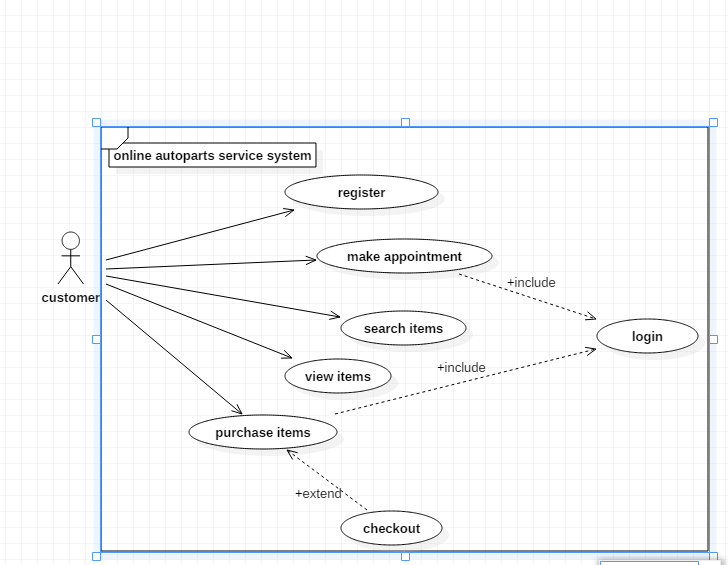 online autoparts service system
register
make appointment
+include
customer
search items
login
+include
view items
purchase items
+extend
checkout